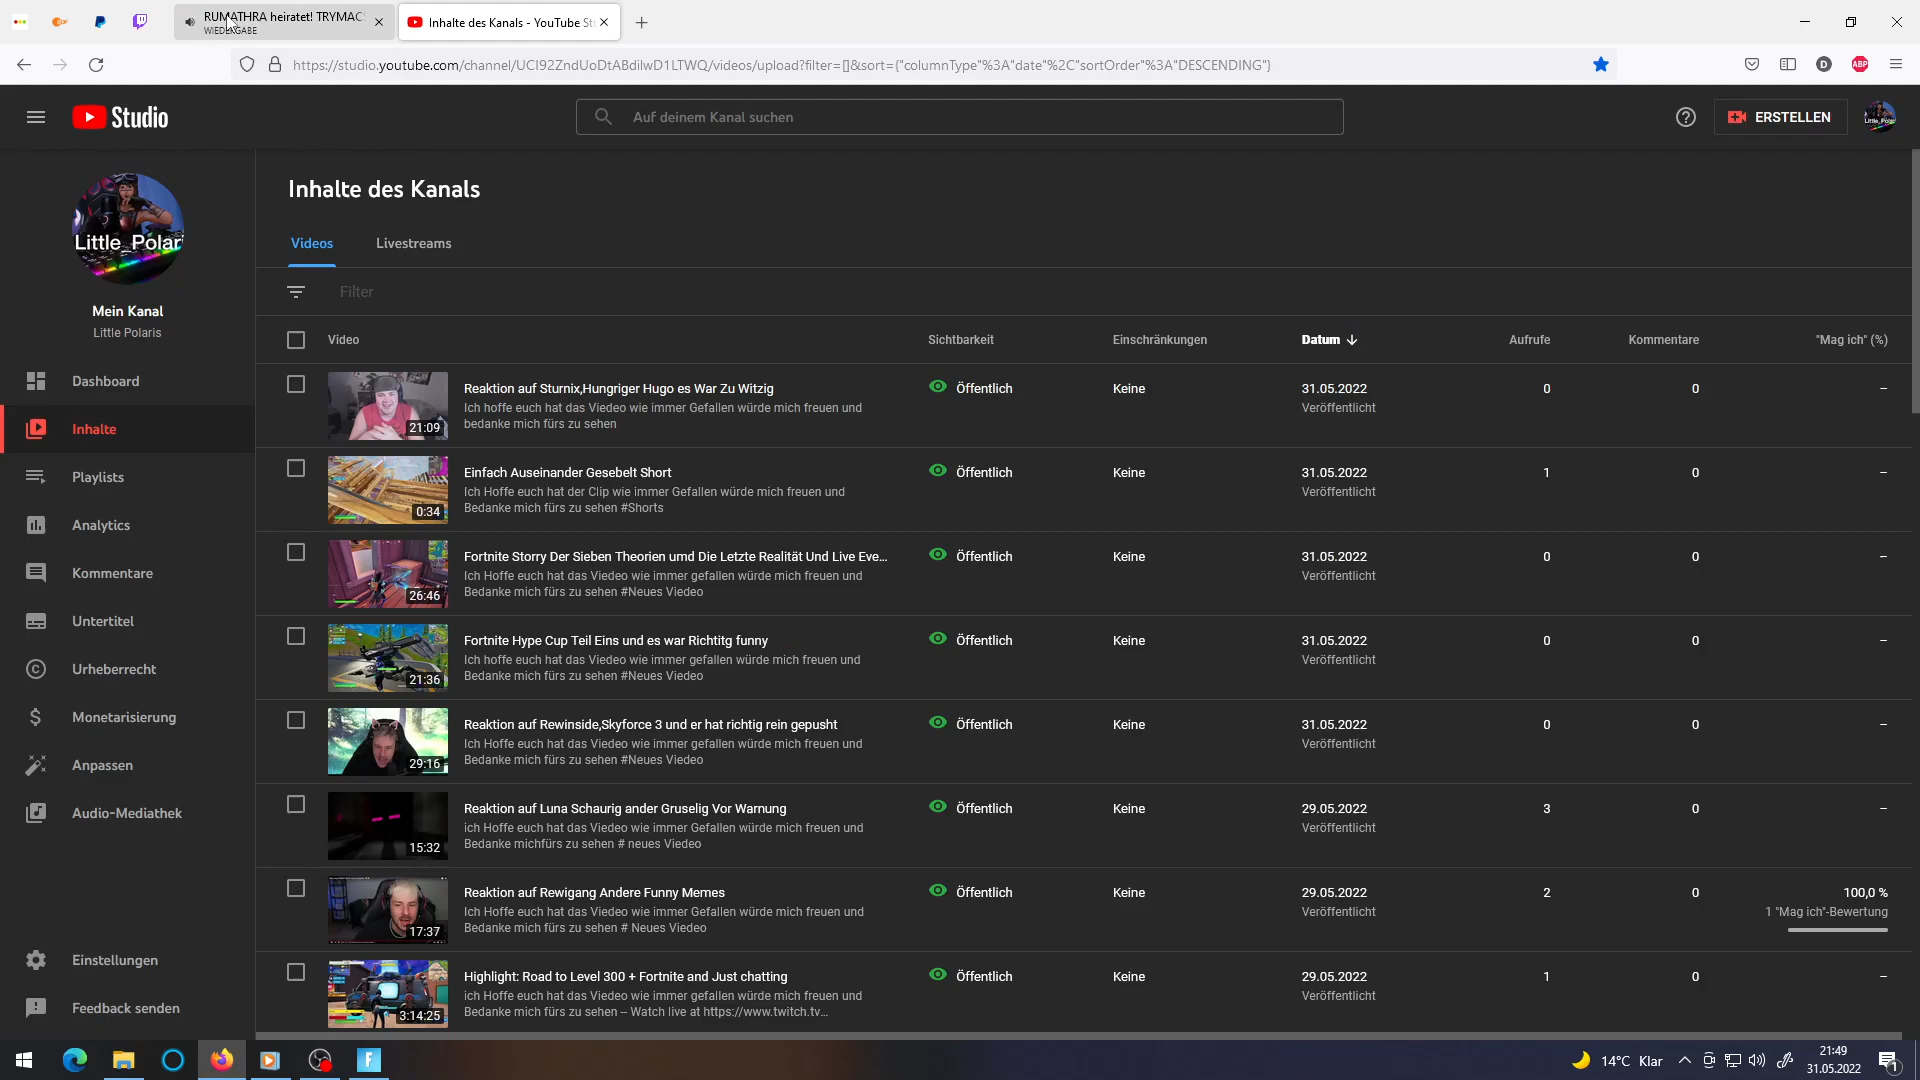 RUMATHRA heiratet! TRYMAC
WIEDERGABE
Inhalte des Kanals - YouTube St
https://studio.youtube.com/channel/UCI92ZndUoDtABdilwD1LTWQ/videos/upload?filter=[]&sort={"columnType"%3A"date"%2C"sortOrder"%3A"DESCENDING"}
D
ABP
Studio
Auf deinem Kanal suchen
ERSTELLEN
Inhalte des Kanals
Videos
Livestreams
Filter
Little_Polari
Mein Kanal
Little Polaris
Dashboard
Inhalte
Playlists
Analytics
Kommentare
Untertitel
Urheberrecht
Monetarisierung
Anpassen
Audio-Mediathek
Einstellungen
Feedback senden
Video Sichtbarkeit Einschränkungen Datum Aufrufe Kommentare "Mag ich" (%)
21:09
Reaktion auf Sturnix,Hungriger Hugo es War Zu Witzig Öffentlich Keine 31.05.2022 0 0 –
Ich hoffe euch hat das Viedeo wie immer Gefallen würde mich freuen und Veröffentlicht
bedanke mich fürs zu sehen
0:34
Einfach Auseinander Gesebelt Short Öffentlich Keine 31.05.2022 1 0 –
Ich Hoffe euch hat der Clip wie immer Gefallen würde mich freuen und Veröffentlicht
Bedanke mich fürs zu sehen #Shorts
26:46
Fortnite Storry Der Sieben Theorien umd Die Letzte Realität Und Live Eve... Öffentlich Keine 31.05.2022 0 0 –
Ich Hoffe euch hat das Viedeo wie immer gefallen würde mich freuen und Veröffentlicht
Bedanke mich fürs zu sehen #Neues Viedeo
21:36
Fortnite Hype Cup Teil Eins und es war Richtitg funny Öffentlich Keine 31.05.2022 0 0 –
Ich hoffe euch hat das Viedeo wie immer gefallen würde mich freuen und Veröffentlicht
Bedanke mich fürs zu sehen #Neues Viedeo
29:16
Reaktion auf Rewinside,Skyforce 3 und er hat richtig rein gepusht Öffentlich Keine 31.05.2022 0 0 –
Ich Hoffe euch hat das Viedeo wie immer gefallen würde mich freuen und Veröffentlicht
Bedanke mich fürs zu sehen #Neues Viedeo
15:32
Reaktion auf Luna Schaurig ander Gruselig Vor Warnung Öffentlich Keine 29.05.2022 3 0 –
ich Hoffe euch hat das Viedeo wie immer Gefallen würde mich freuen und Veröffentlicht
Bedanke michfürs zu sehen # neues Viedeo
17:37
Reaktion auf Rewigang Andere Funny Memes Öffentlich Keine 29.05.2022 2 0 100,0 %
Ich Hoffe euch hat das Viedeo wie immer Gefallen würde mich freuen und Veröffentlicht 1 "Mag ich"-Bewertung
Bedanke mich fürs zu sehen # Neues Viedeo
3:14:25
Highlight: Road to Level 300 + Fortnite and Just chatting Öffentlich Keine 29.05.2022 1 0 –
ich Hoffe euch hat das Viedeo wie immer gefallen würde mich freuen und Veröffentlicht
Bedanke mich fürs zu sehen -- Watch live at https://www.twitch.tv...
14°C Klar
21:49
31.05.2022
1